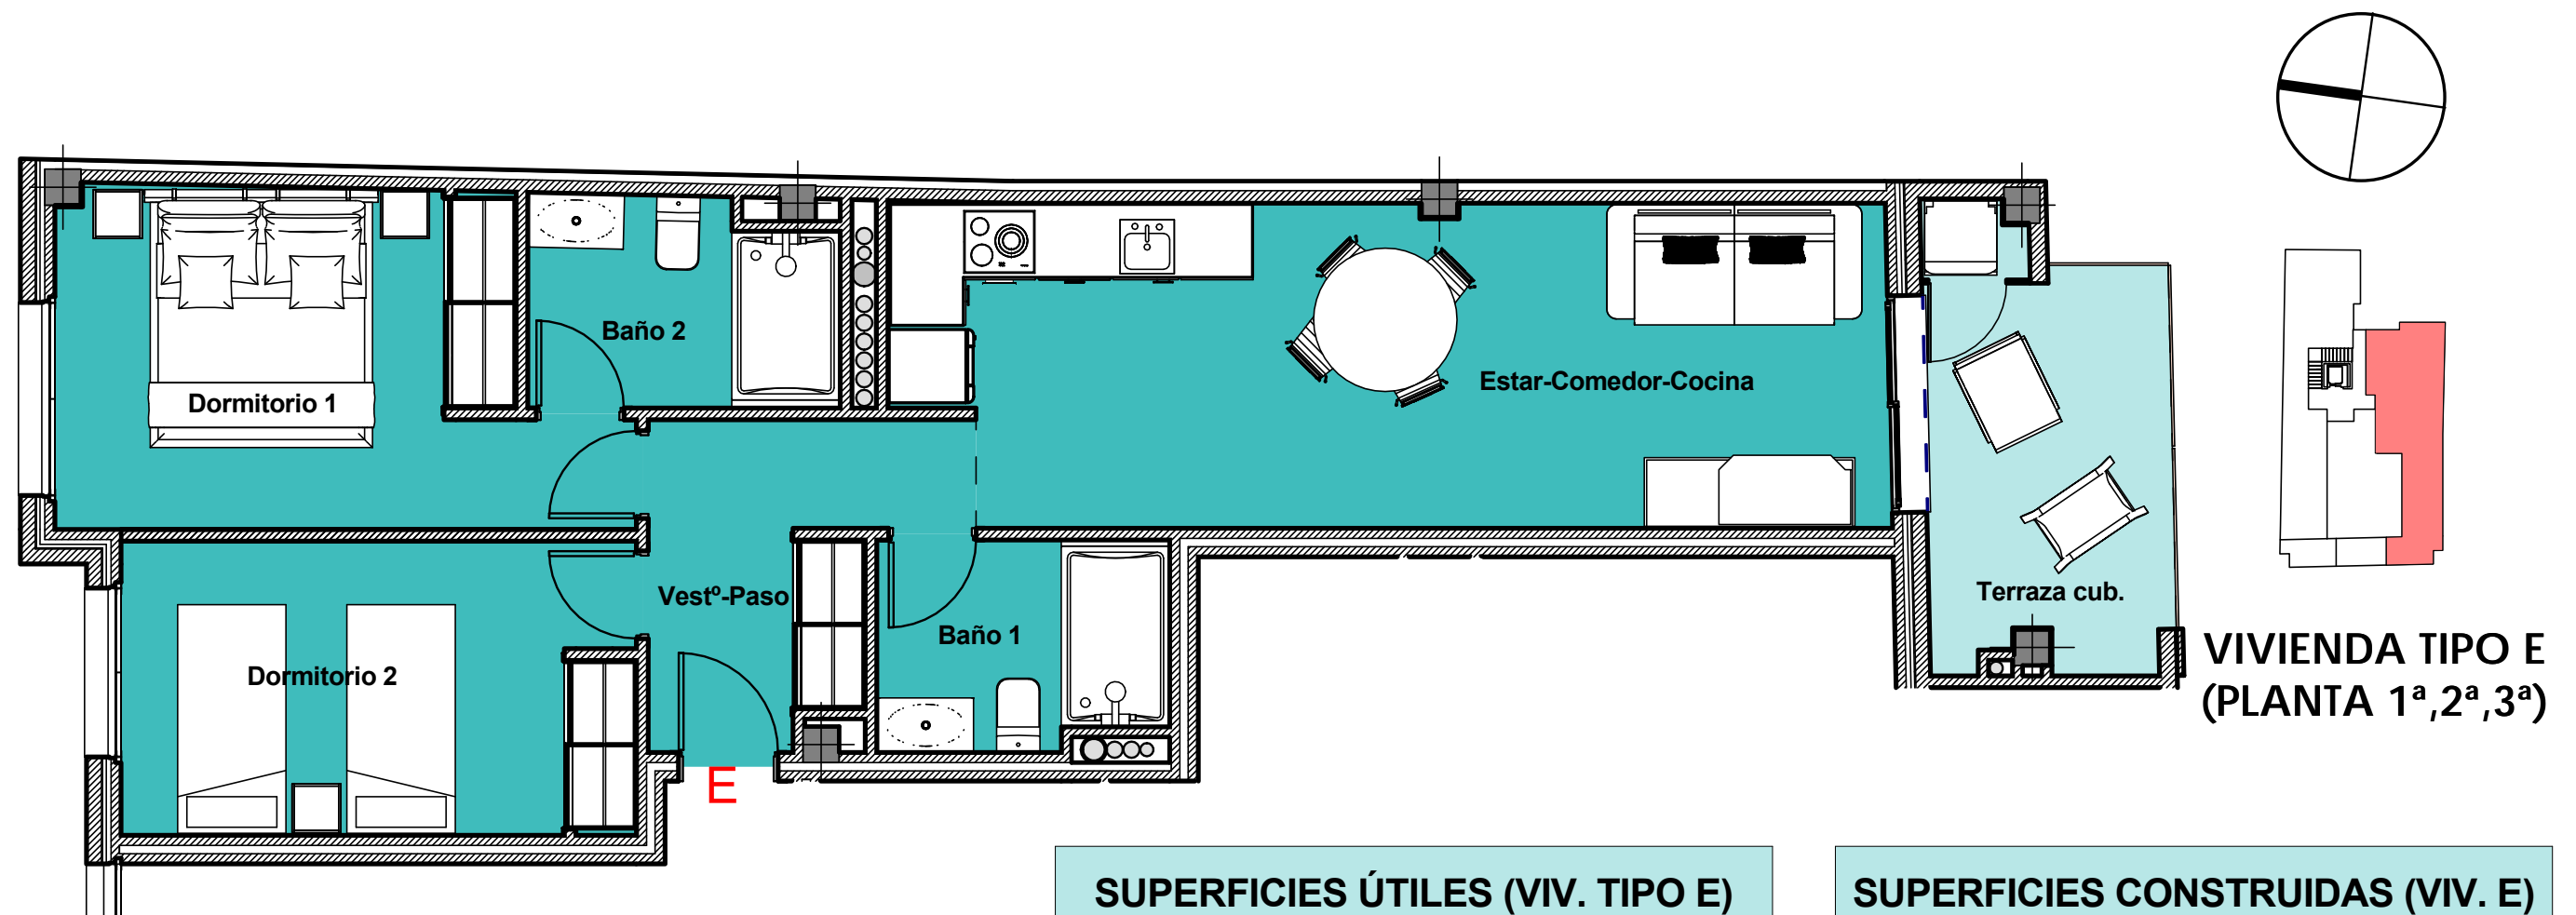 Baño 2
Dormitorio 1
Estar-Comedor-Cocina
Vestº-Paso
Terraza cub.
Baño 1
Dormitorio 2
E
VIVIENDA TIPO E
(PLANTA 1ª,2ª,3ª)
SUPERFICIES ÚTILES (VIV. TIPO E)
SUPERFICIES CONSTRUIDAS (VIV. E)